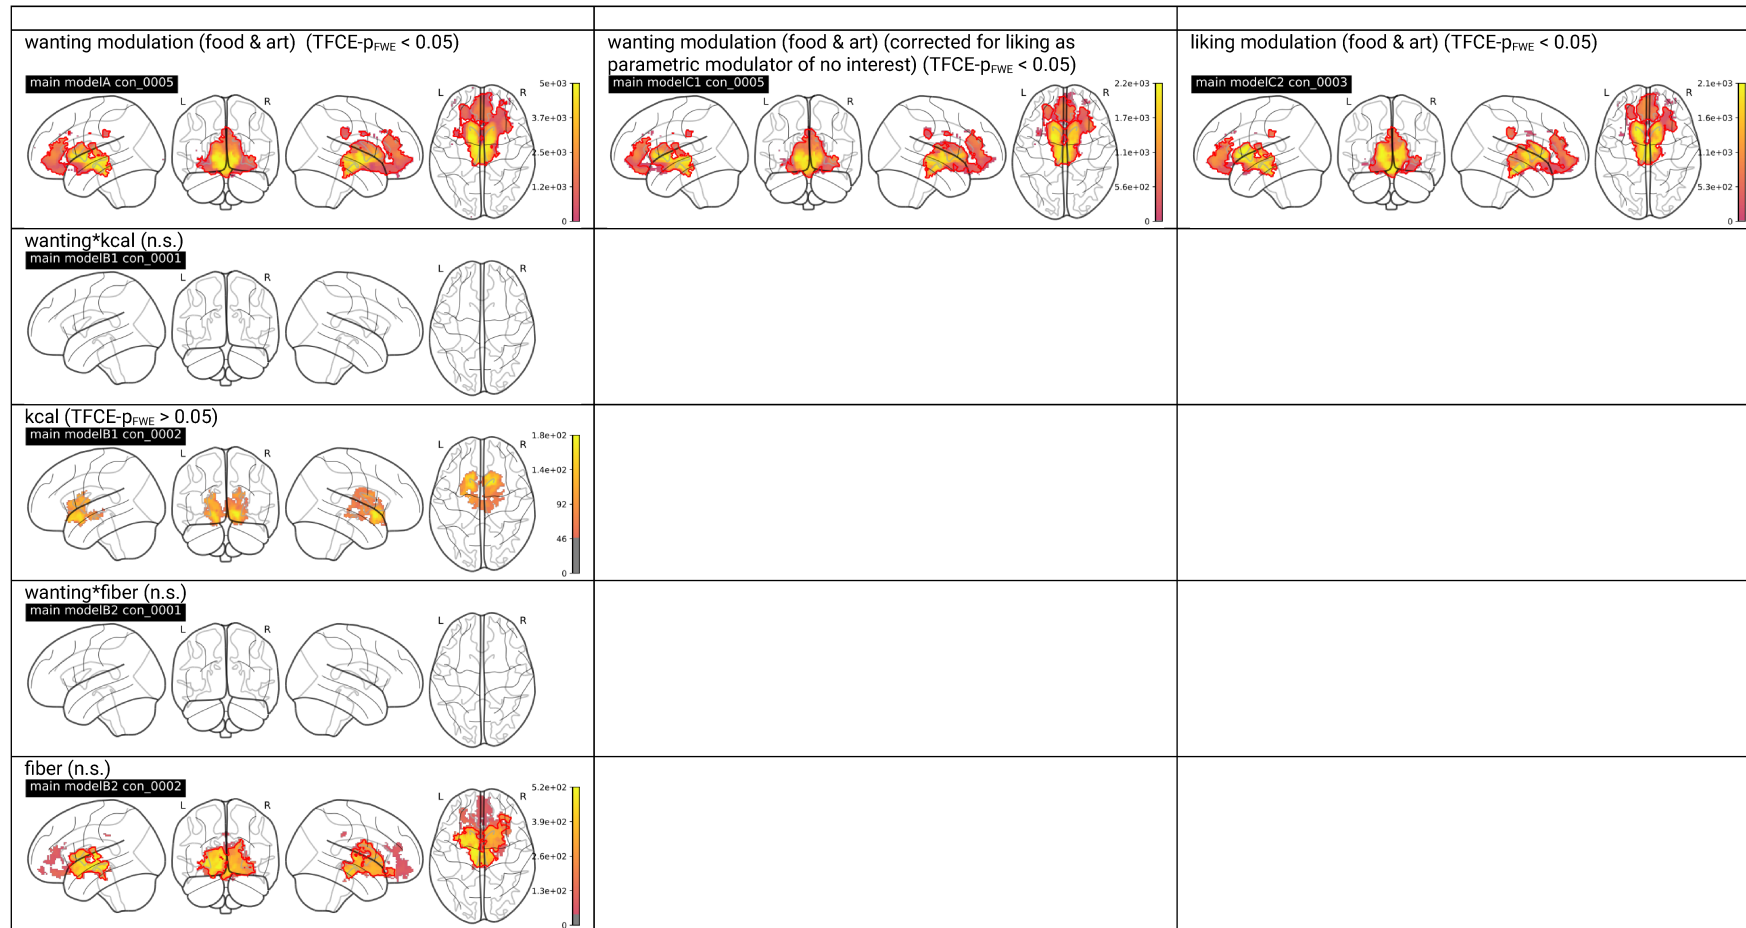 wanting modulation (food & art) (TFCE-pFWE < 0.05)
main modelA con_0005
L R L R
5e+03
3.7e+03
2.5e+03
1.2e+03
0
wanting modulation (food & art) (corrected for liking as
parametric modulator of no interest) (TFCE-pFWE < 0.05)
main modelC1 con_0005
L R L R
2.2e+03
1.7e+03
1.1e+03
5.6e+02
0
liking modulation (food & art) (TFCE-pFWE < 0.05)
main modelC2 con_0003
L R L R
2.1e+03
1.6e+03
1.1e+03
5.3e+02
0
wanting*kcal (n.s.)
main modelB1 con_0001
L R L R
kcal (TFCE-pFWE > 0.05)
main modelB1 con_0002
L R L R
1.8e+02
1.4e+02
92
46
0
wanting*fiber (n.s.)
main modelB2 con_0001
L R L R
fiber (n.s.)
main modelB2 con_0002
L R L R
5.2e+02
3.9e+02
2.6e+02
1.3e+02
0